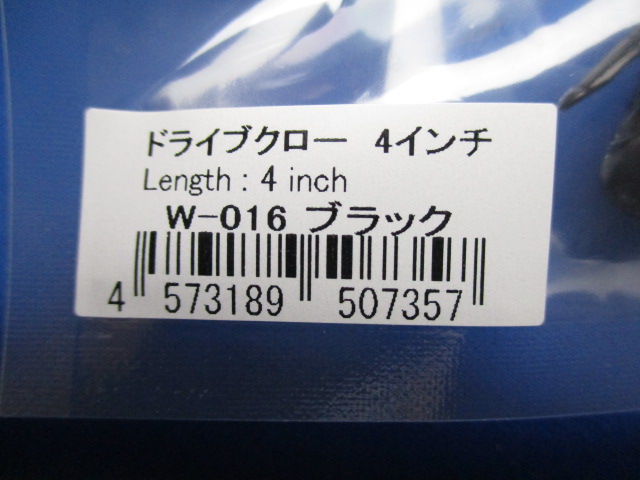 ドライブクロー 4インチ
Length : 4 inch
W-016 ブラック
4 573189 507357